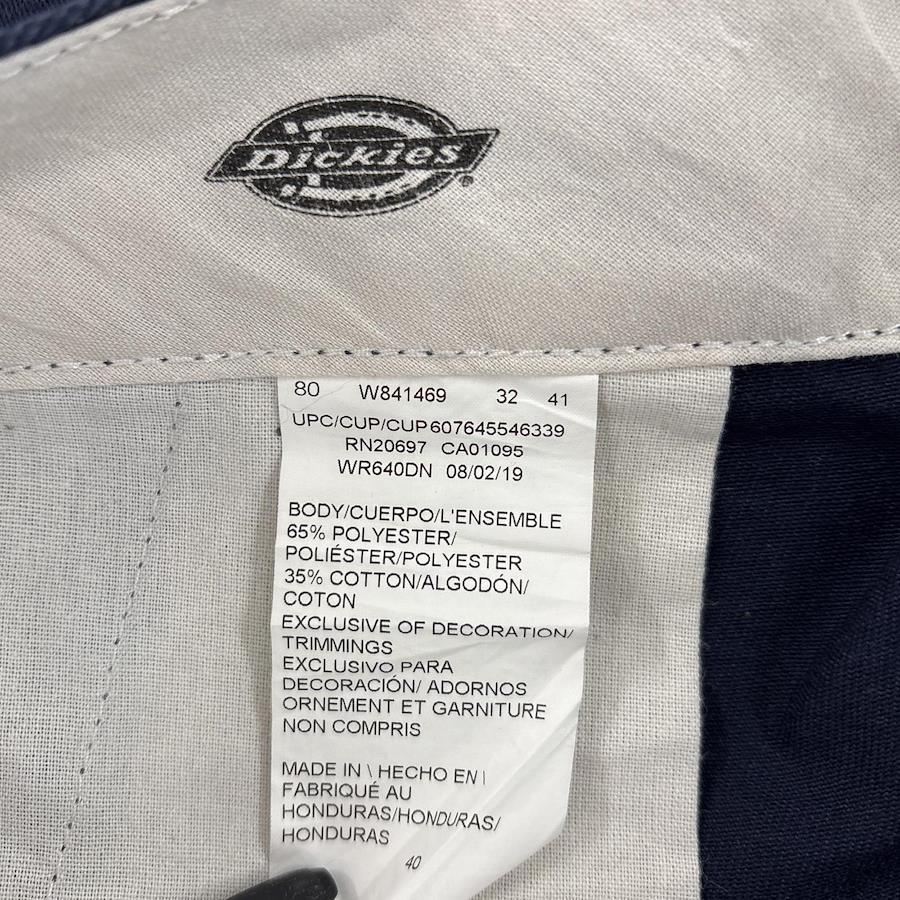 Dickies
80 W841469 32 41
UPC/CUP/CUP607645546339
RN20697 CA01095
WR640DN 08/02/19
BODY/CUERPO/L'ENSEMBLE
65% POLYESTER/
POLIÉSTER/POLYESTER
35% COTTON/ALGODÓN/
COTON
EXCLUSIVE OF DECORATION/
TRIMMINGS
EXCLUSIVO PARA
DECORACIÓN/ ADORNOS
ORNEMENT ET GARNITURE
NON COMPRIS
MADE IN \ HECHO EN \
FABRIQUÉ AU
HONDURAS/HONDURAS/
HONDURAS
40